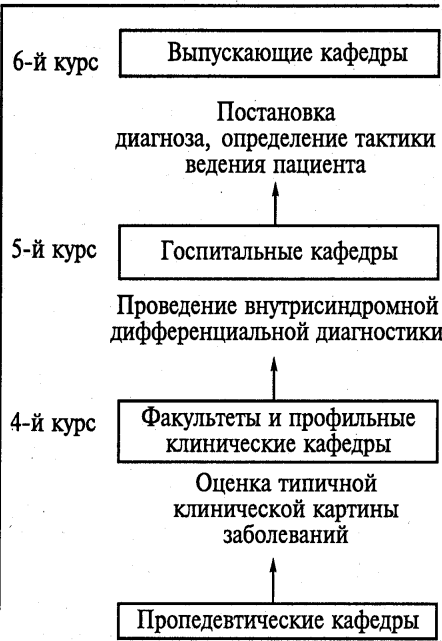 6-й курс
Выпускающие кафедры
Постановка
диагноза, определение тактики
ведения пациента
5-й курс
Госпитальные кафедры
Проведение внутрисиндромной
дифференциальной диагностики
4-й курс
Факультеты и профильные
клинические кафедры
Оценка типичной
клинической картины
заболеваний
Пропедевтические кафедры